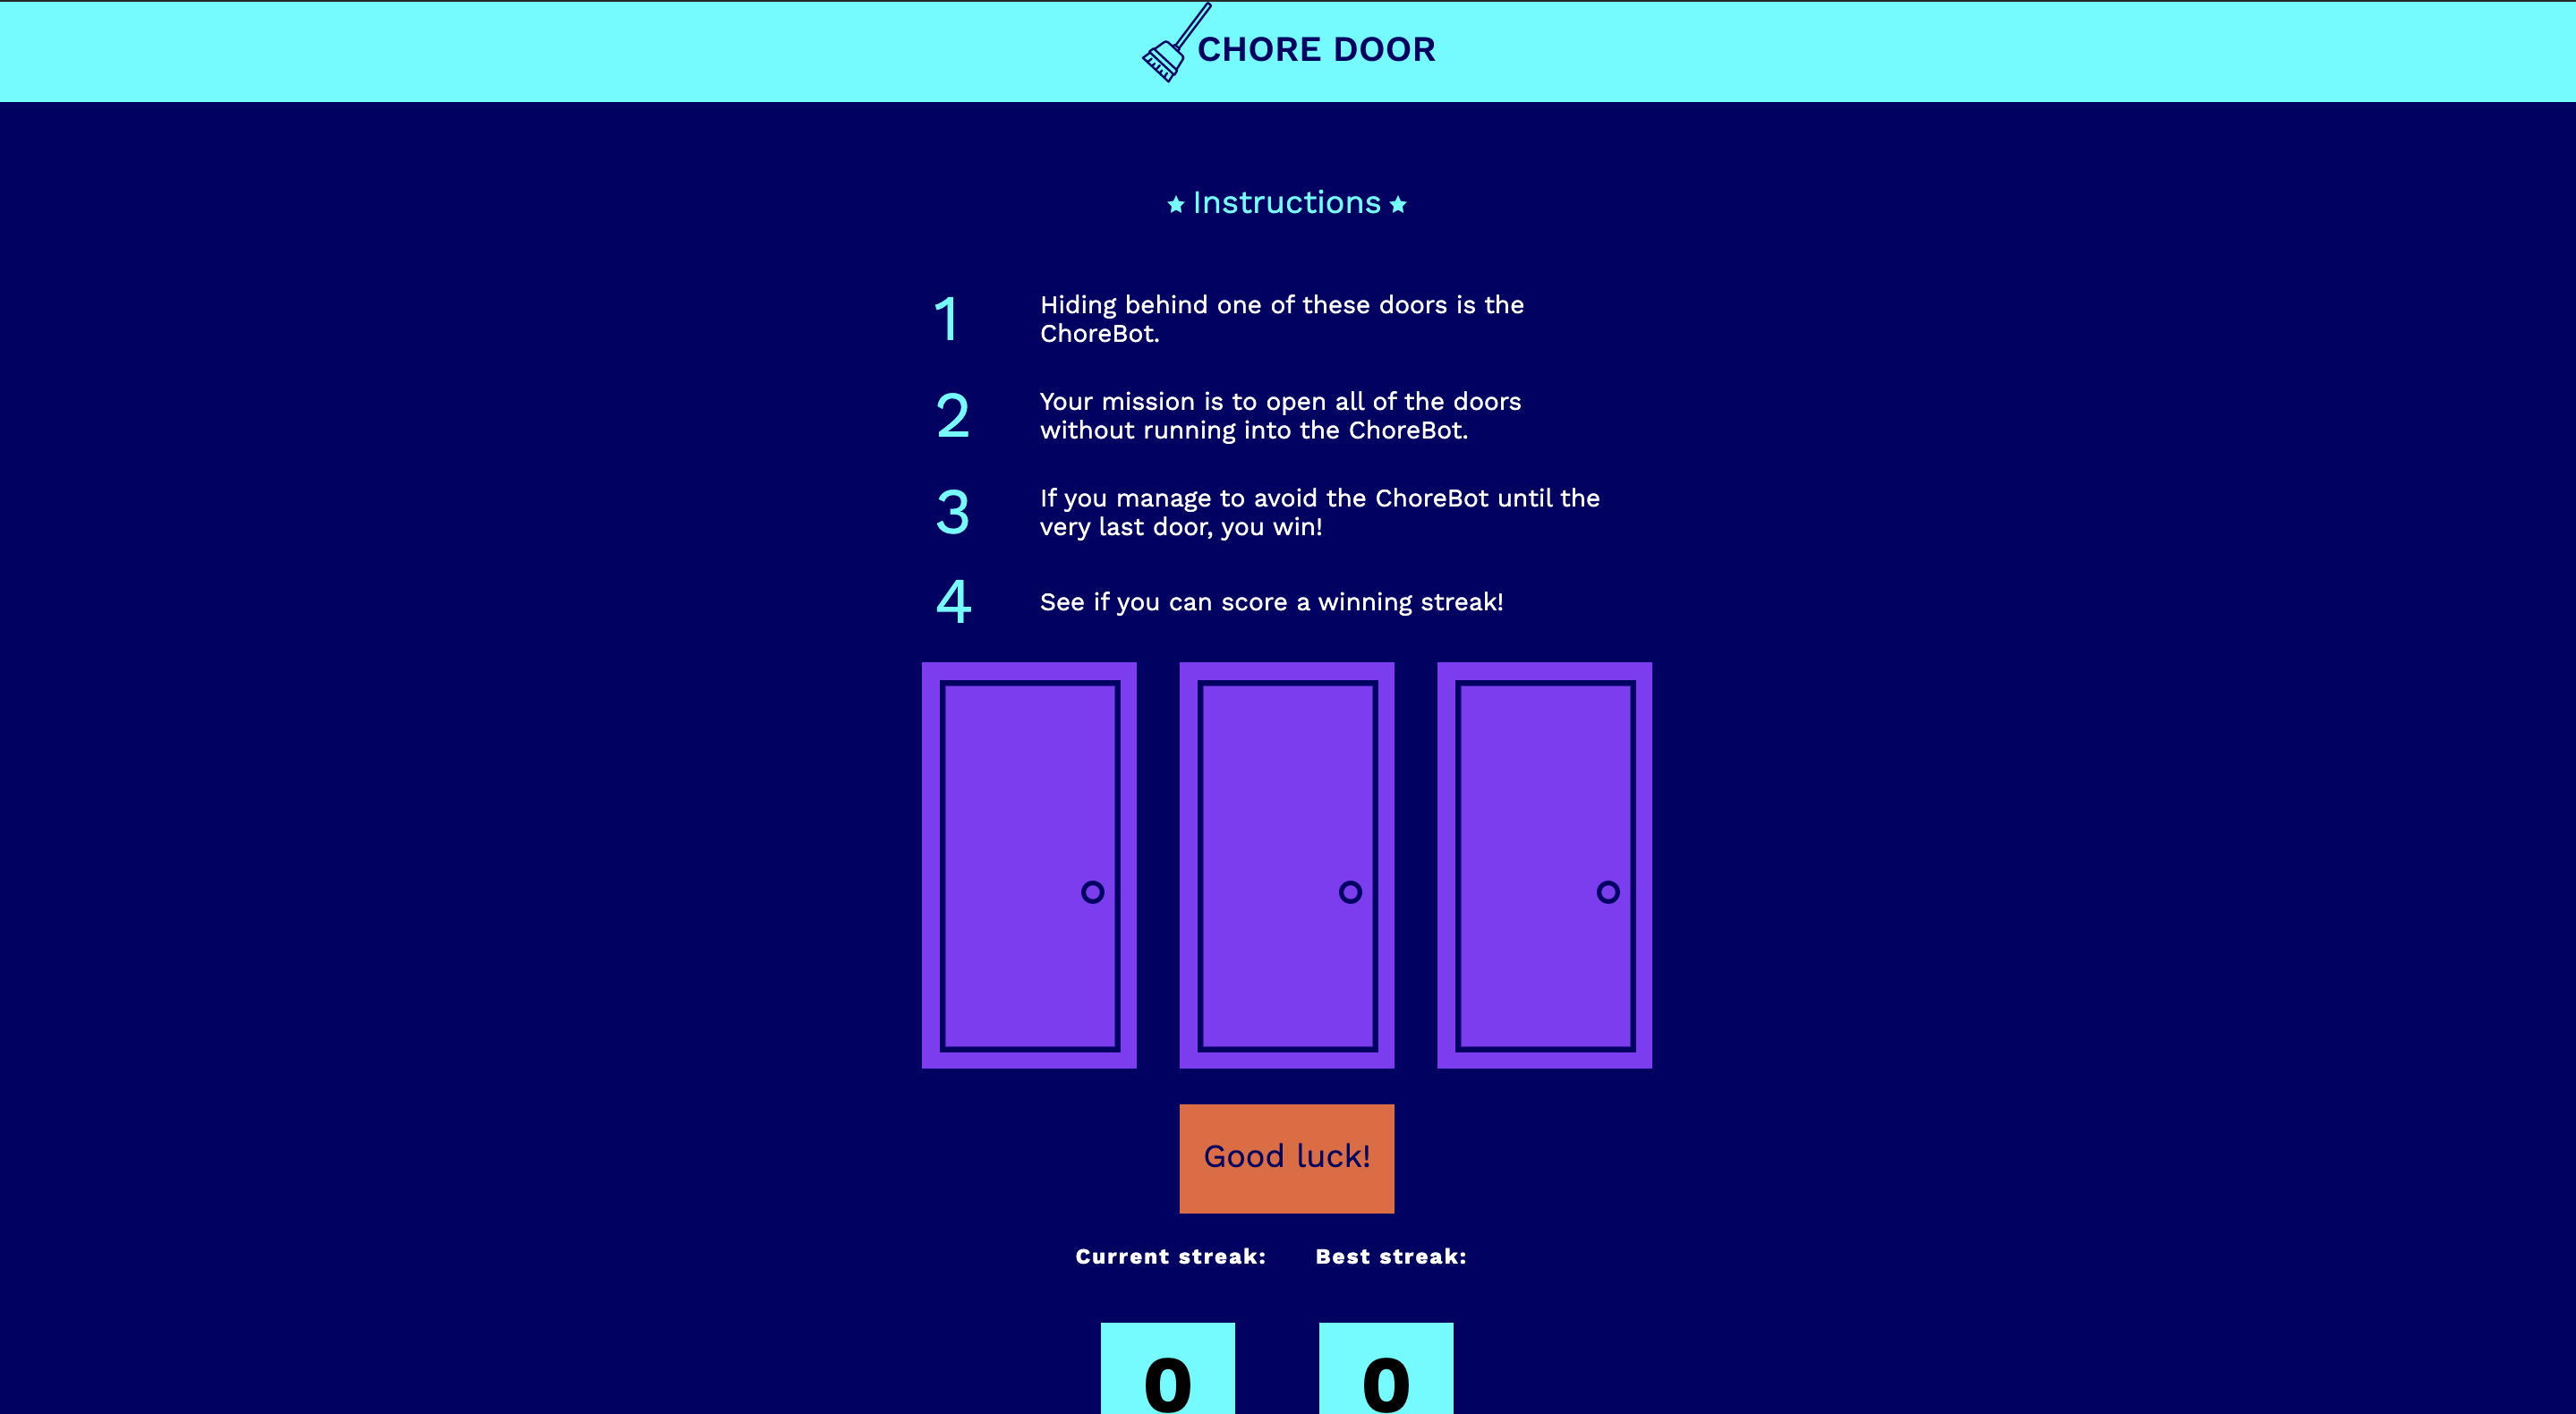 CHORE DOOR
Instructions
1
Hiding behind one of these doors is the
ChoreBot.
2
Your mission is to open all of the doors
without running into the ChoreBot.
3
If you manage to avoid the ChoreBot until the
very last door, you win!
4
See if you can score a winning streak!
Good luck!
Current streak: Best streak:
0 0